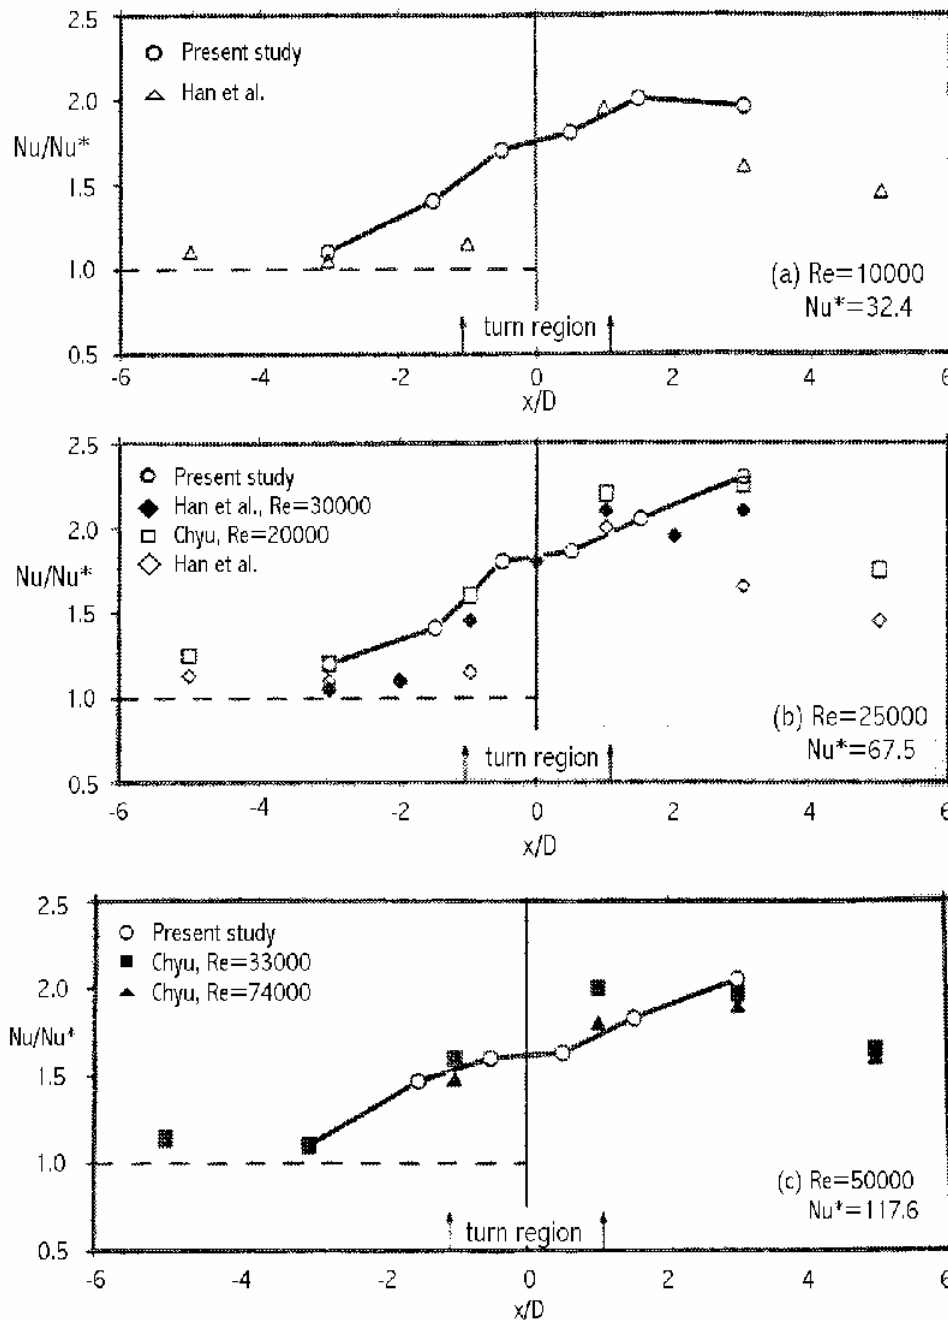 2.5
Present study
Han et al.
2.0
Nu/Nu*
1.5
1.0
(a) Re=10000
Nu*=32.4
turn region
0.5
-6 -4 -2 0 2 4 6
x/D
2.5
Present study
Han et al., Re=30000
Chyu, Re=20000
Han et al.
2.0
Nu/Nu*
1.5
1.0
(b) Re=25000
Nu*=67.5
turn region
0.5
-6 -4 -2 0 2 4 6
x/D
2.5
Present study
Chyu, Re=33000
Chyu, Re=74000
2.0
Nu/Nu*
1.5
1.0
(c) Re=50000
Nu*=117.6
turn region
0.5
-6 -4 -2 0 2 4 6
x/D